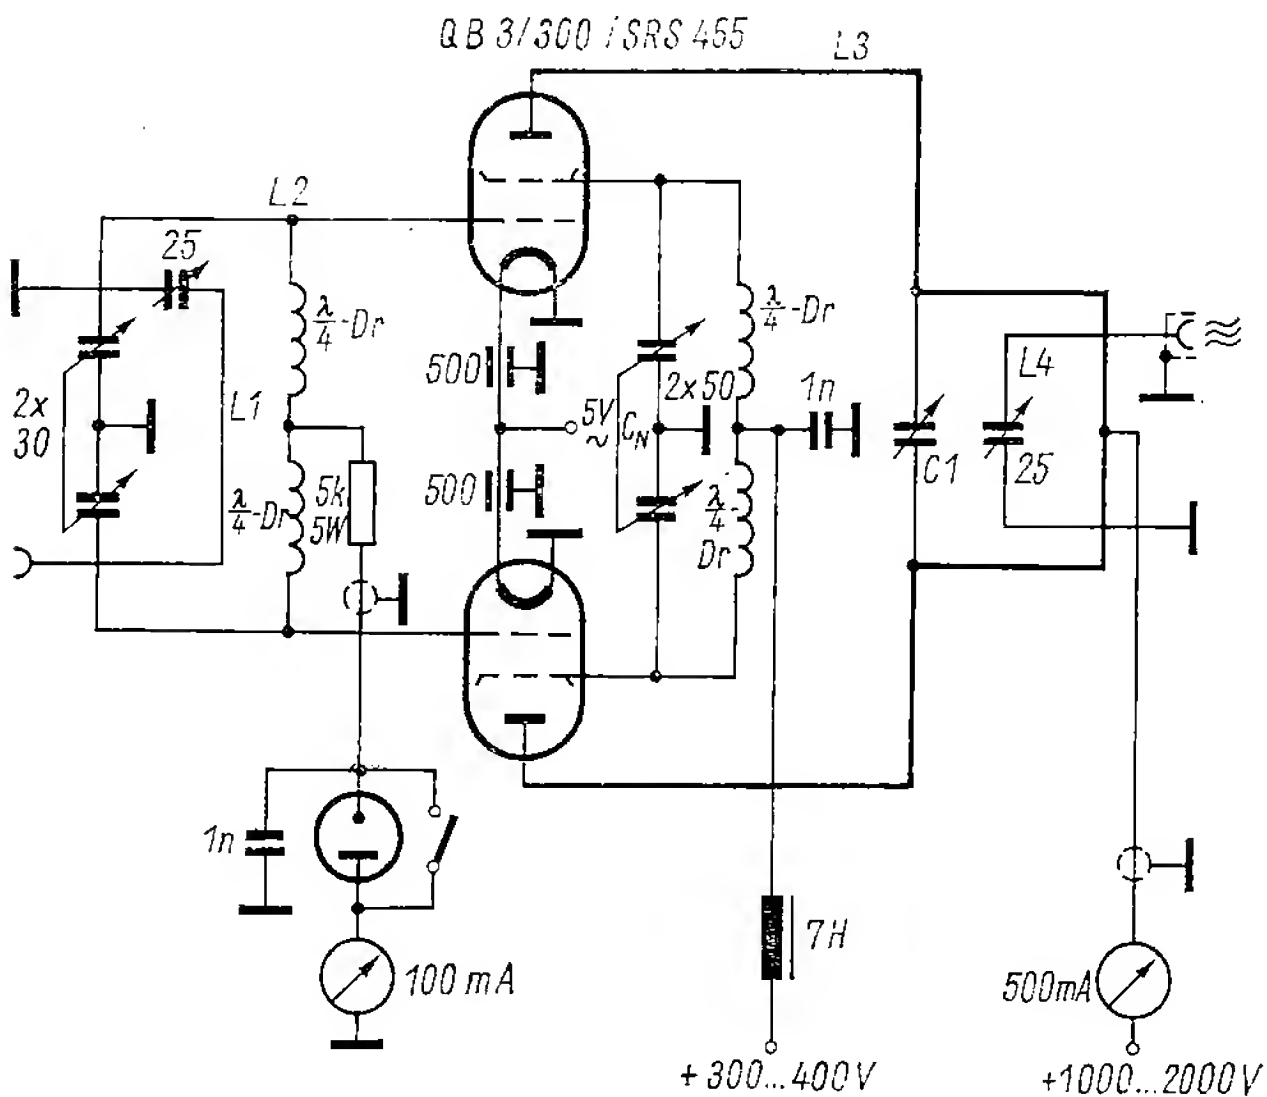 QB 3/300 / SRS 455
L3
L2
25
λ/4-Dr
λ/4-Dr
500
2x50
1n
L4
2x
30
L1
5V
~
C_N
C1
25
500
λ/4-Dr
5k
5W
λ/4-
Dr
1n
7H
100 mA
500mA
+300...400V
+1000...2000V